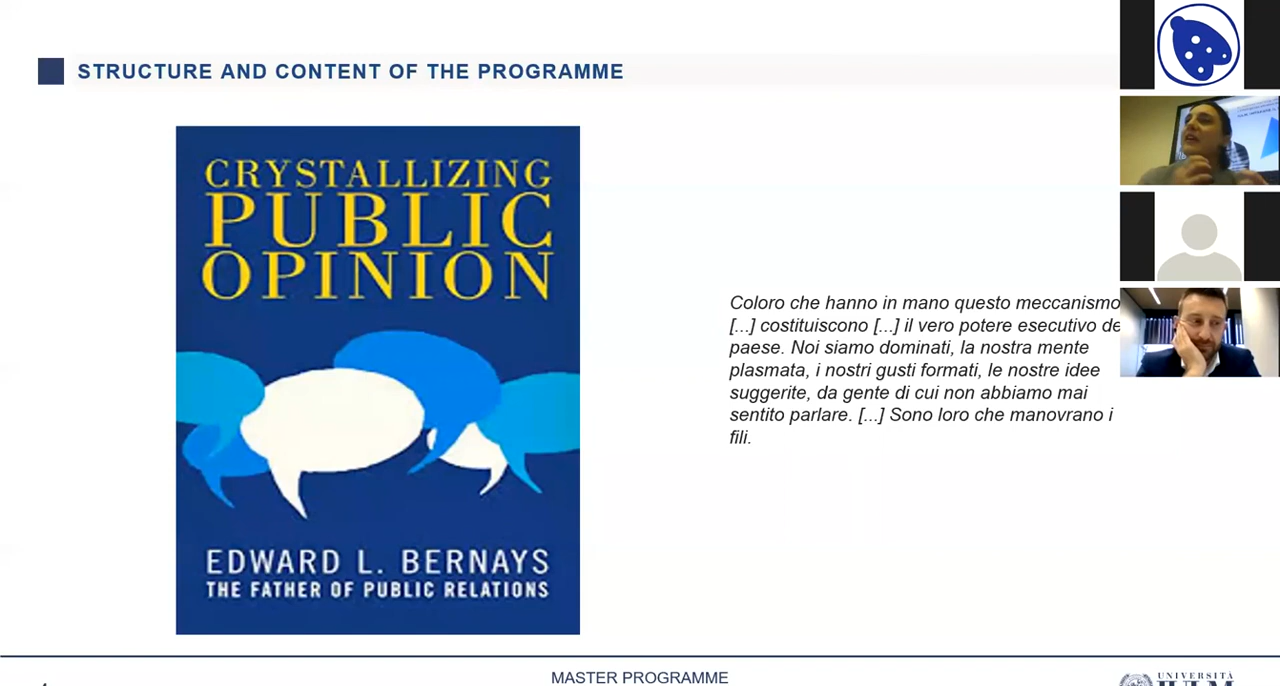 STRUCTURE AND CONTENT OF THE PROGRAMME
CRYSTALLIZING
PUBLIC
OPINION
EDWARD L. BERNAYS
THE FATHER OF PUBLIC RELATIONS
Coloro che hanno in mano questo meccanismo
[...] costituiscono [...] il vero potere esecutivo de
paese. Noi siamo dominati, la nostra mente
plasmata, i nostri gusti formati, le nostre idee
suggerite, da gente di cui non abbiamo mai
sentito parlare. [...] Sono loro che manovrano i
fili.
MASTER PROGRAMME
UNIVERSITÀ
IULM